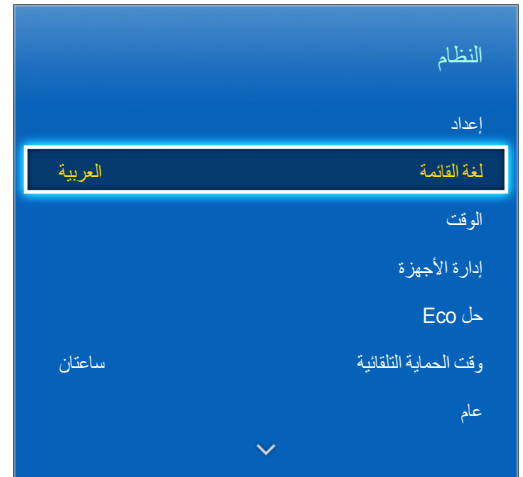 النظام
إعداد
لغة القائمة العربية
الوقت
إدارة الأجهزة
حل Eco
وقت الحماية التلقائية ساعتان
عام